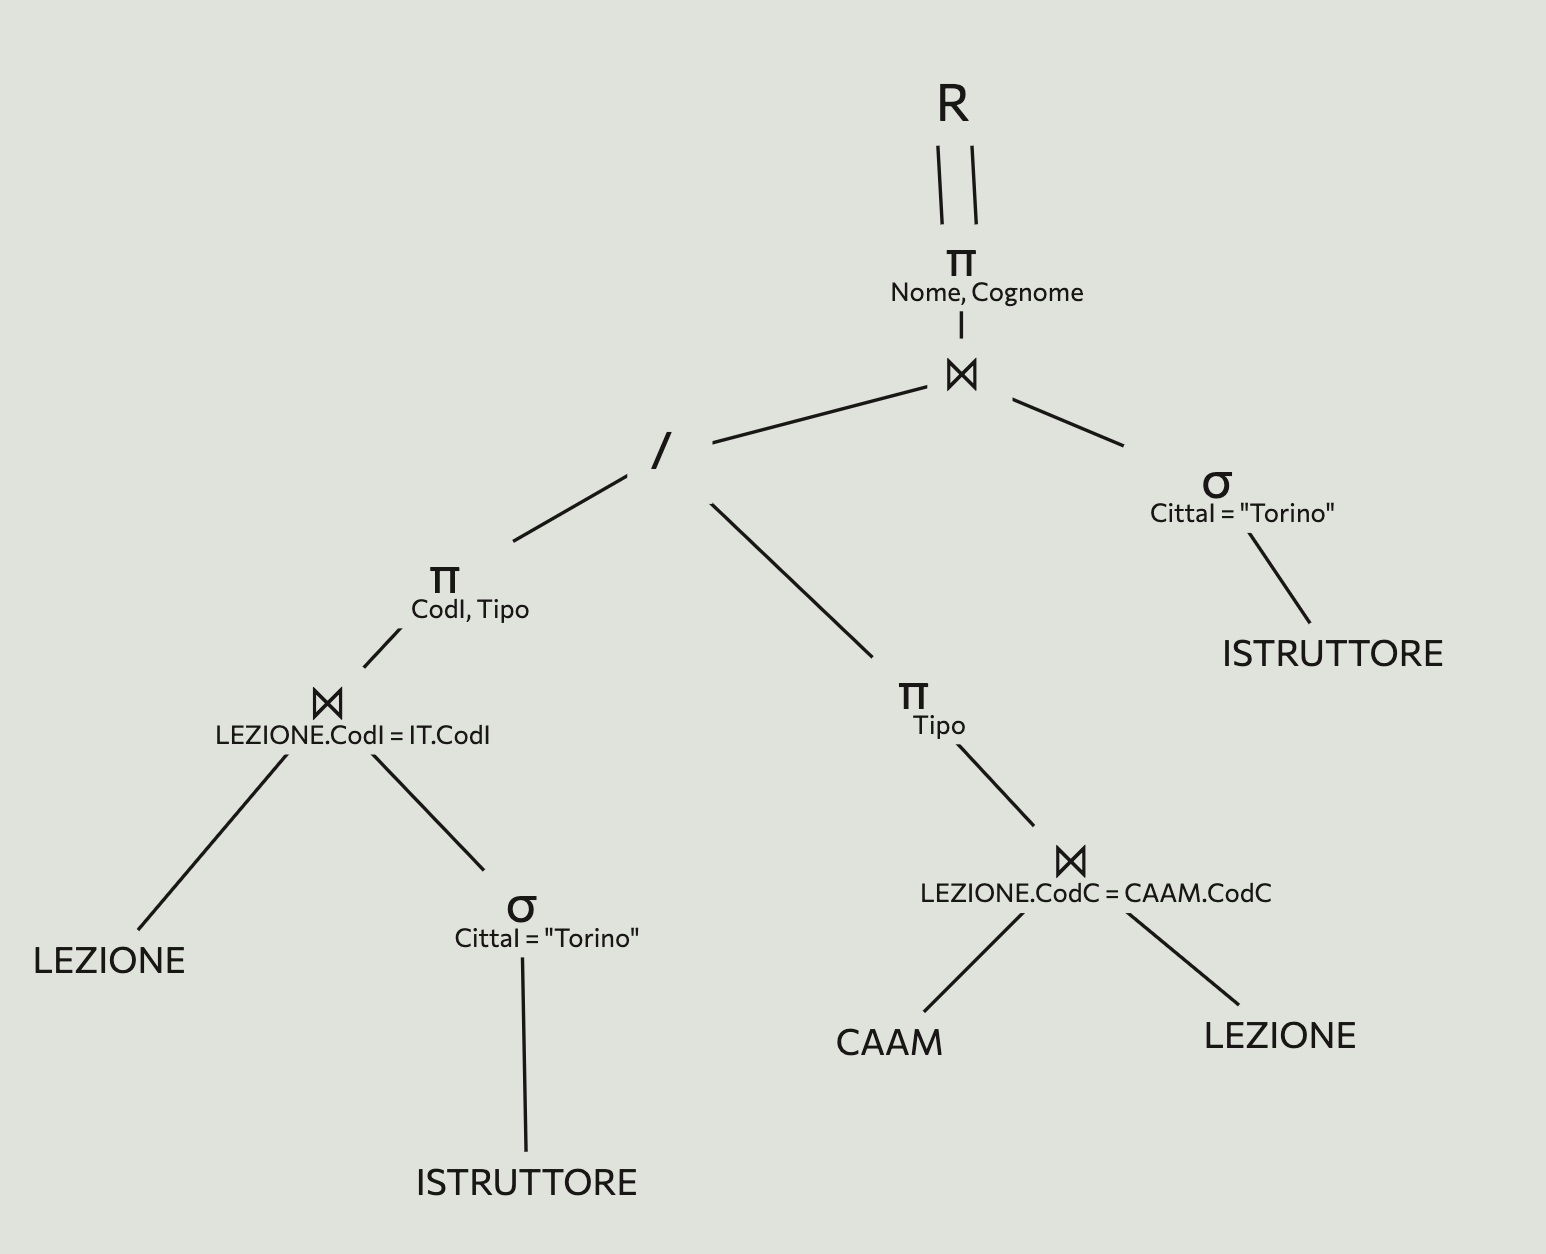 R
π
Nome, Cognome
⋈
/
σ
CittaI = "Torino"
π
CodI, Tipo
ISTRUTTORE
π
Tipo
⋈
LEZIONE.CodI = IT.CodI
⋈
LEZIONE.CodC = CAAM.CodC
σ
CittaI = "Torino"
LEZIONE
CAAM
LEZIONE
ISTRUTTORE